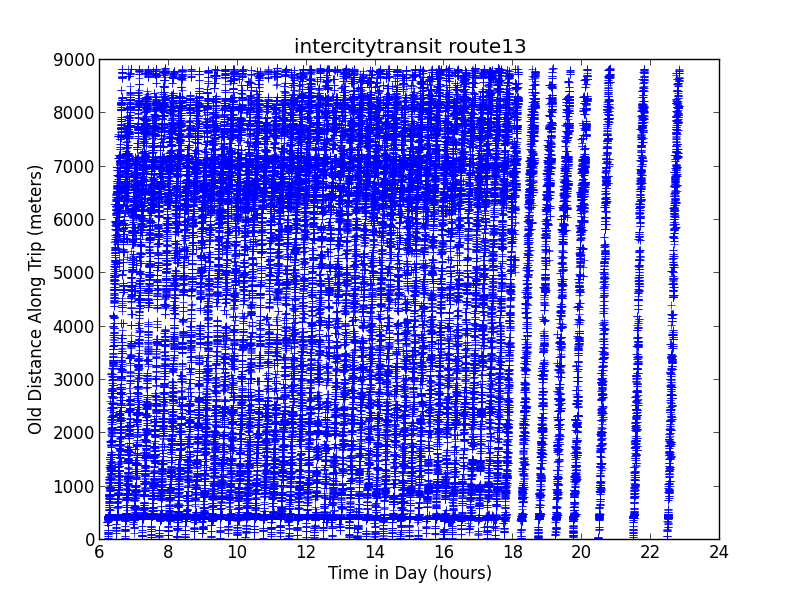 intercitytransit route13
9000
8000
7000
6000
5000
4000
3000
2000
1000
0
Old Distance Along Trip (meters)
6 8 10 12 14 16 18 20 22 24
Time in Day (hours)